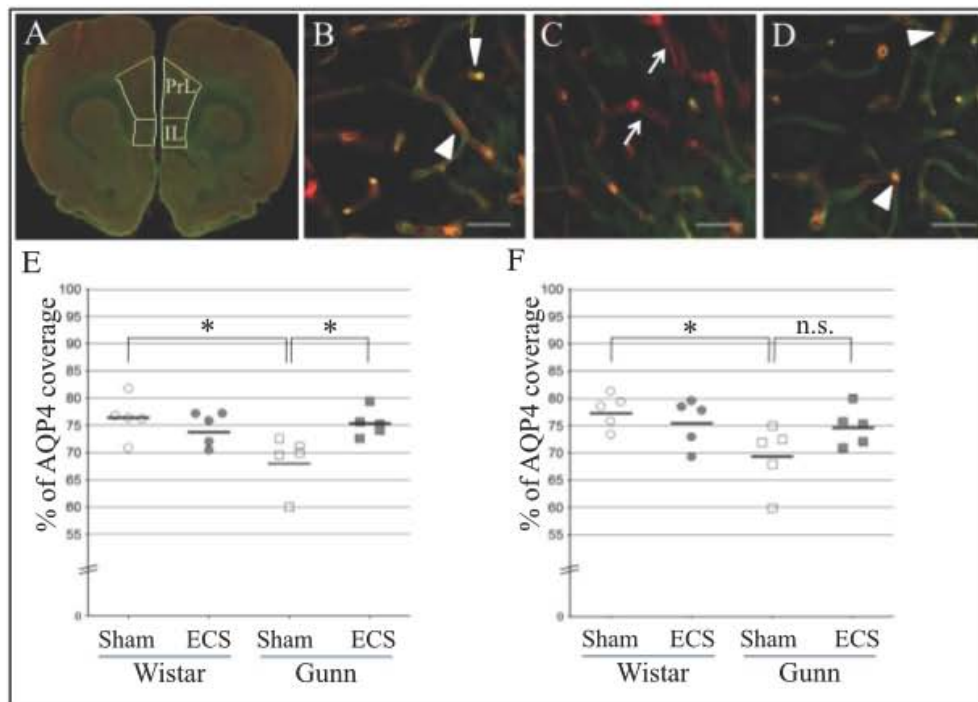 A
PrL
IL
B
C
D
E
% of AQP4 coverage
100
95
90
85
80
75
70
65
60
55
0
*
*
Sham ECS Sham ECS
Wistar Gunn
F
% of AQP4 coverage
100
95
90
85
80
75
70
65
60
55
0
*
n.s.
Sham ECS Sham ECS
Wistar Gunn